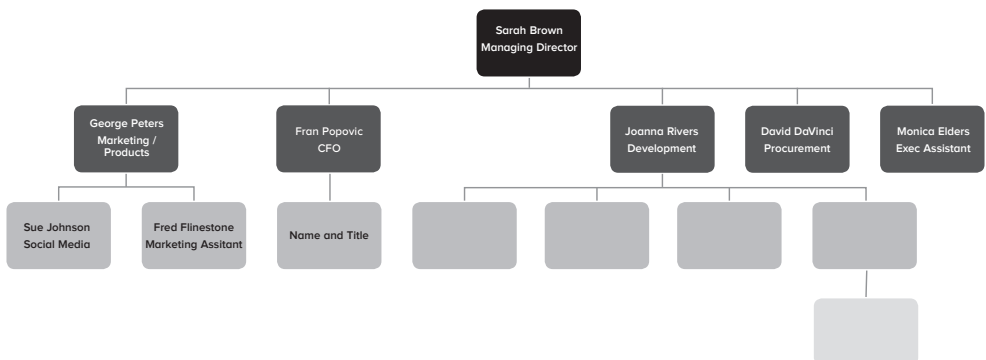 Sarah Brown
Managing Director
George Peters
Marketing /
Products
Fran Popovic
CFO
Joanna Rivers
Development
David DaVinci
Procurement
Monica Elders
Exec Assistant
Sue Johnson
Social Media
Fred Flinestone
Marketing Assitant
Name and Title